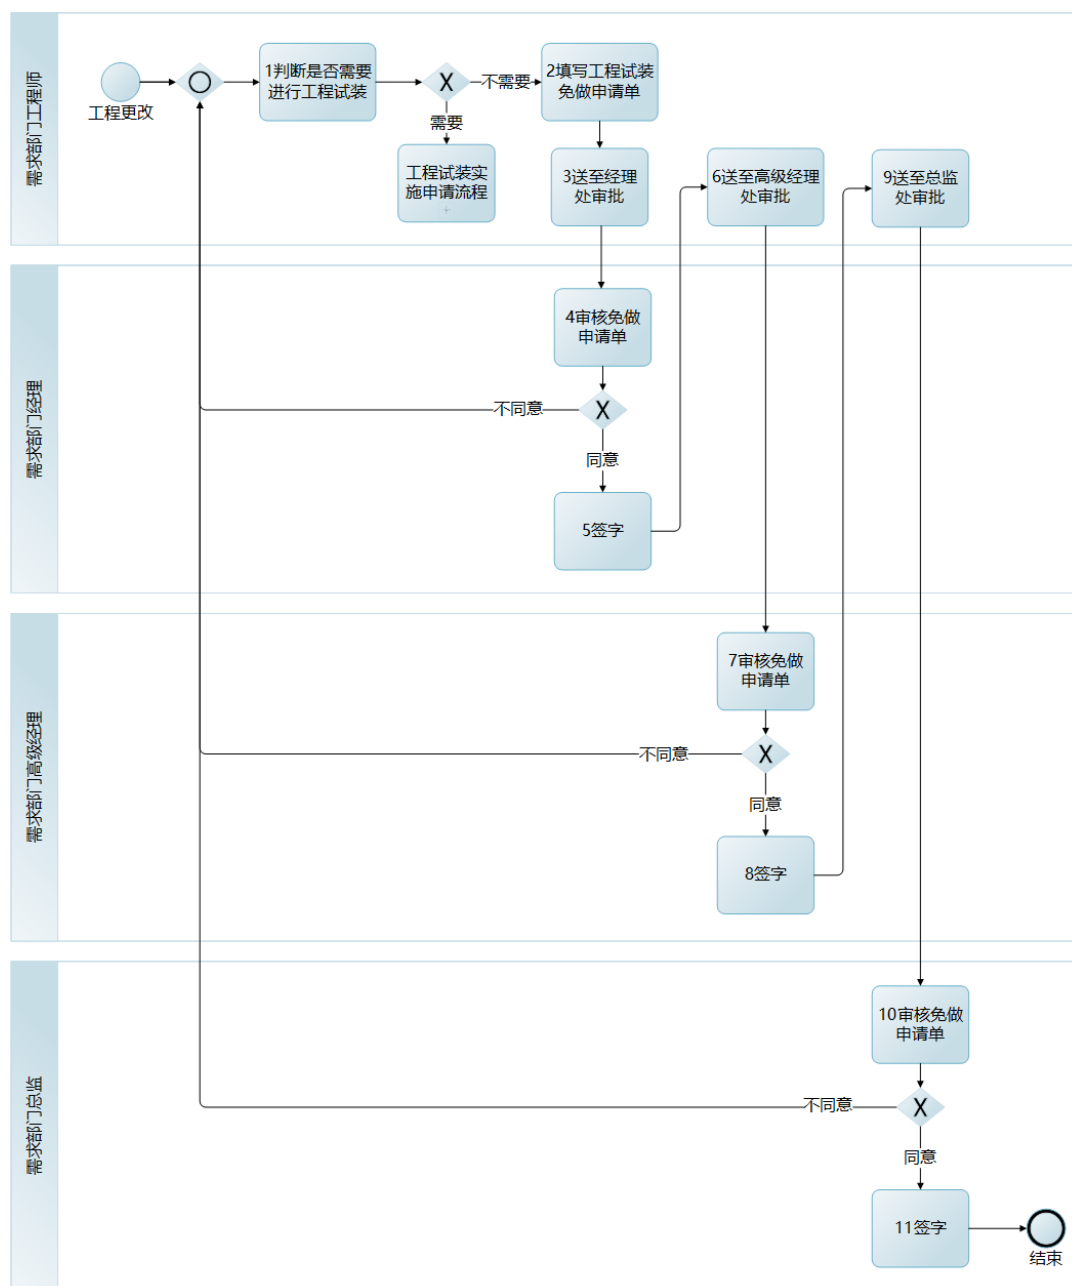 需求部门工程师
工程更改
1判断是否需要
进行工程试装
X
不需要
需要
2填写工程试装
免做申请单
工程试装实
施申请流程
+
3送至经理
处审批
6送至高级经理
处审批
9送至总监
处审批
需求部门经理
4审核免做
申请单
X
不同意
同意
5签字
需求部门高级经理
7审核免做
申请单
X
不同意
同意
8签字
需求部门总监
10审核免做
申请单
X
不同意
同意
11签字
结束